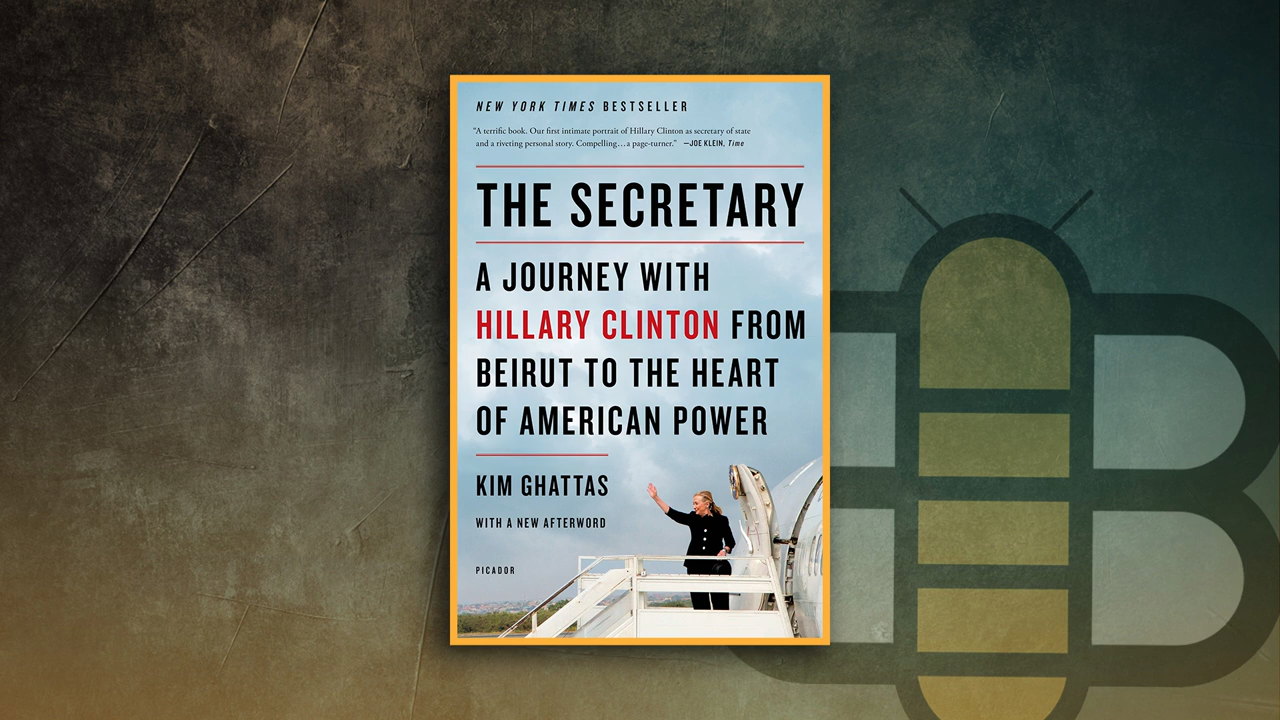 NEW YORK TIMES BESTSELLER
“A terrific book. Our first intimate portrait of Hillary Clinton as secretary of state
and a riveting personal story. Compelling…a page-turner.” —JOE KLEIN, Time
THE SECRETARY
A JOURNEY WITH
HILLARY CLINTON FROM
BEIRUT TO THE HEART
OF AMERICAN POWER
KIM GHATTAS
WITH A NEW AFTERWORD
PICADOR